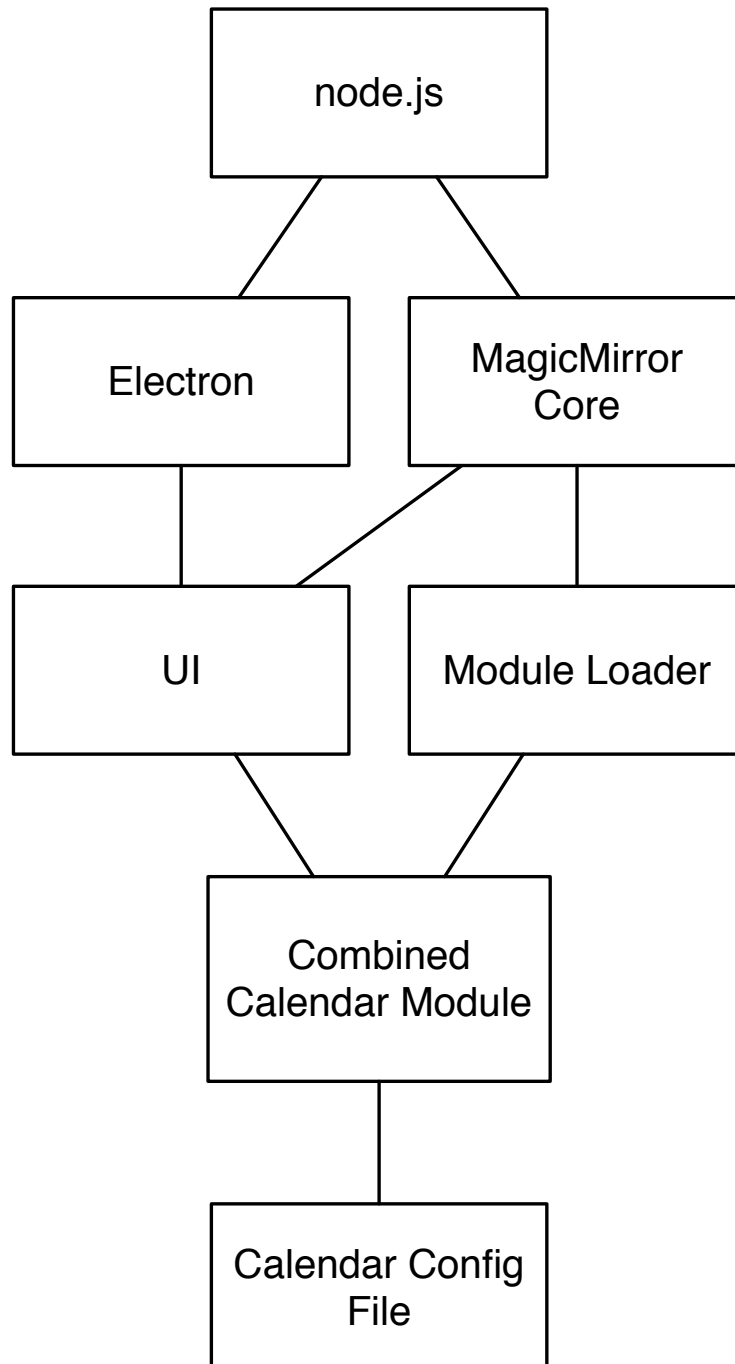 node.js
Electron
MagicMirror
Core
UI
Module Loader
Combined
Calendar Module
Calendar Config
File